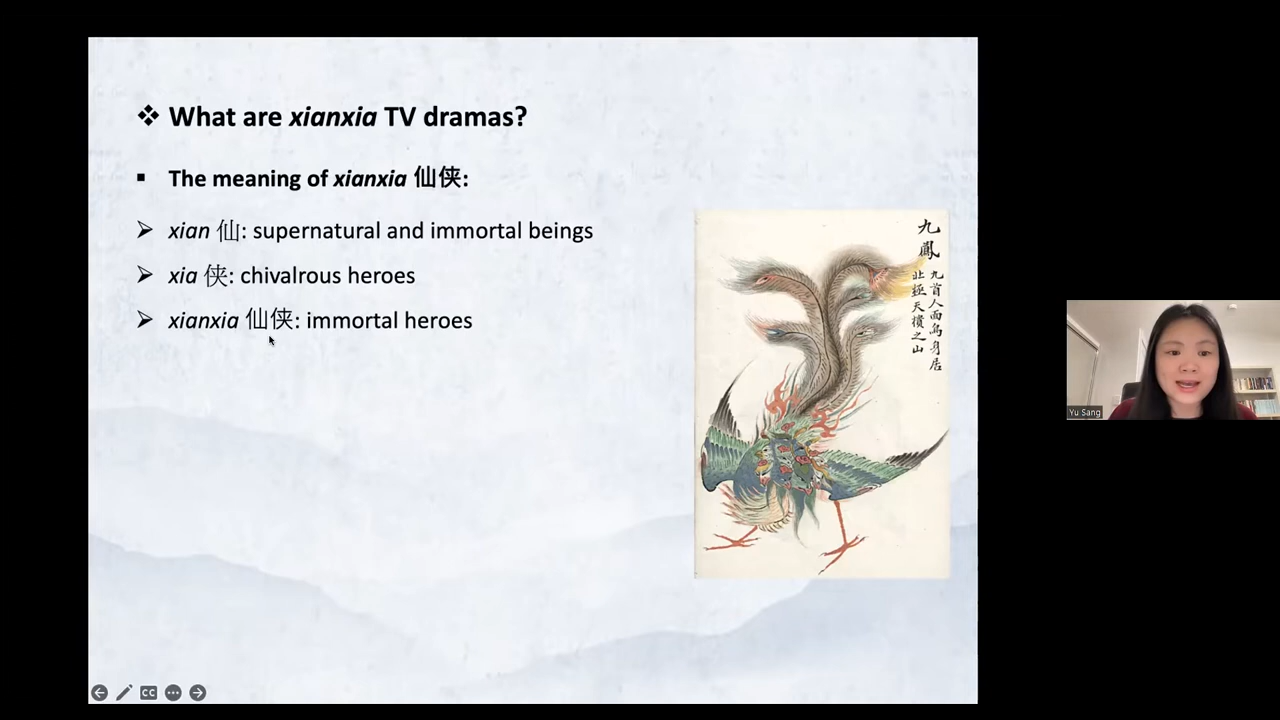 ❖ What are xianxia TV dramas?
▪ The meaning of xianxia 仙侠:
➢ xian 仙: supernatural and immortal beings
➢ xia 侠: chivalrous heroes
➢ xianxia 仙侠: immortal heroes
九鳳
九首人面鳥身居
北極天樻之山
Yu Sang
CC